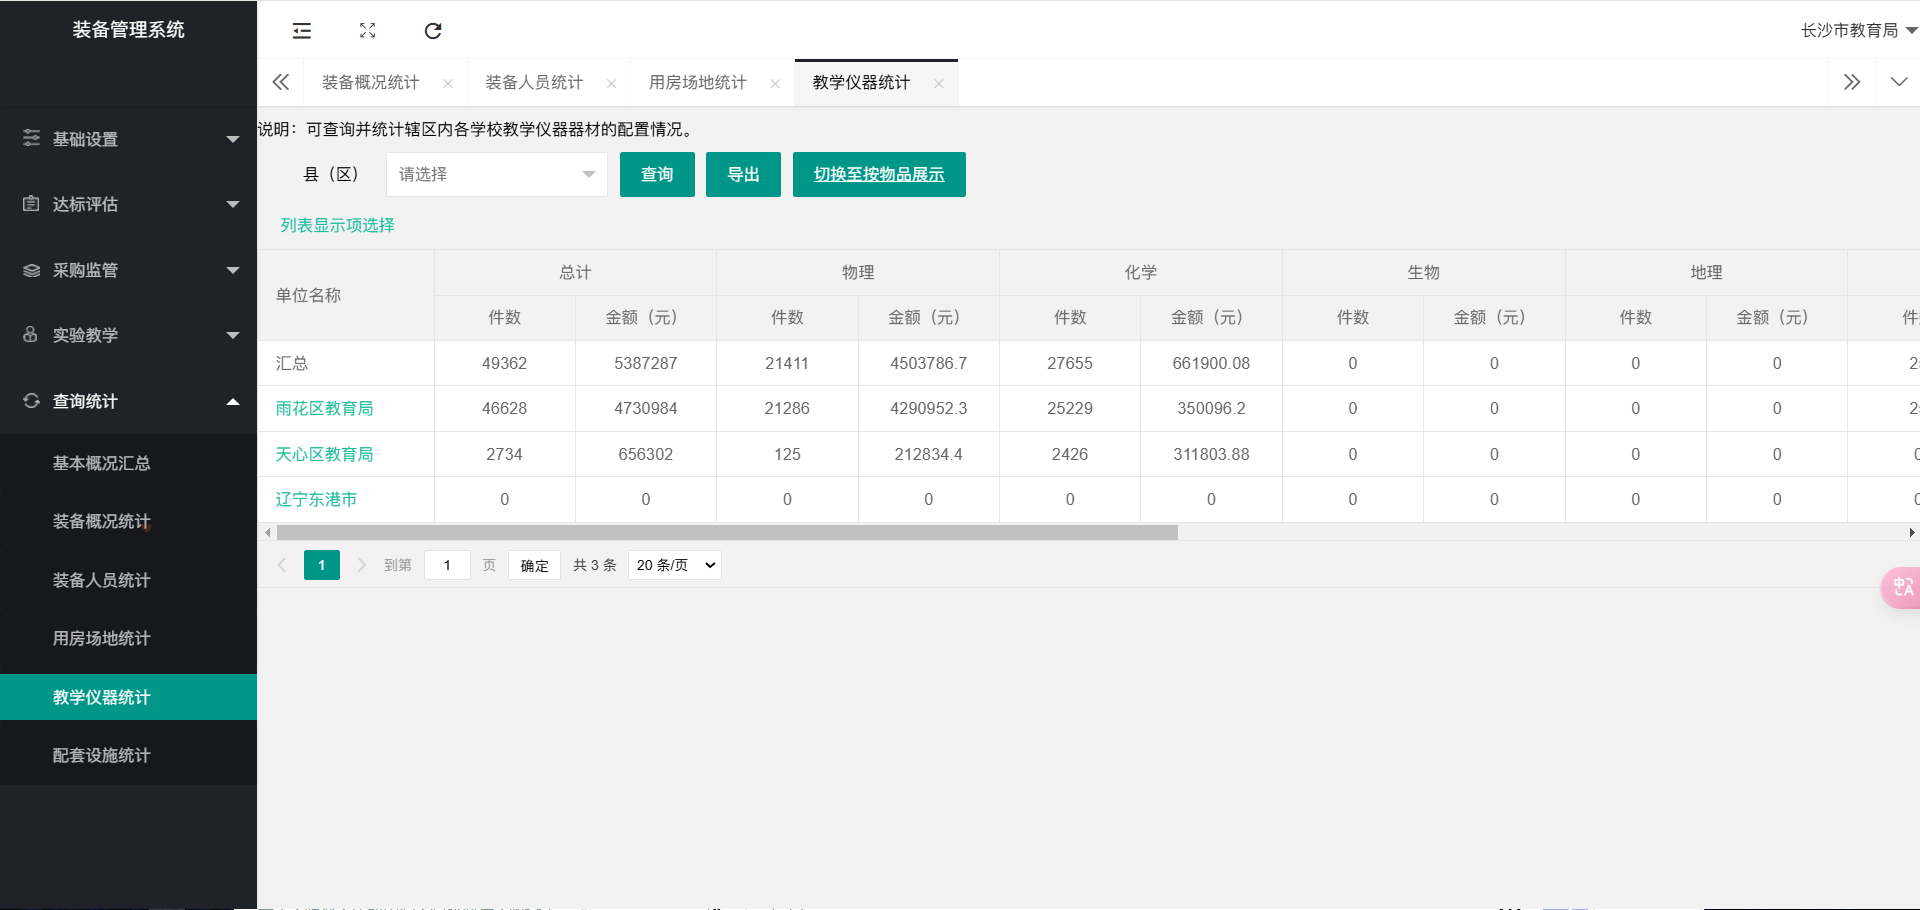 装备管理系统
长沙市教育局
装备概况统计
装备人员统计
用房场地统计
教学仪器统计
基础设置
达标评估
采购监管
实验教学
查询统计
基本概况汇总
装备概况统计
装备人员统计
用房场地统计
教学仪器统计
配套设施统计
说明：可查询并统计辖区内各学校教学仪器器材的配置情况。
县（区） 请选择 查询 导出 切换至按物品展示
列表显示项选择
单位名称 总计 物理 化学 生物 地理
件数 金额（元） 件数 金额（元） 件数 金额（元） 件数 金额（元） 件数 金额（元） 件
汇总 49362 5387287 21411 4503786.7 27655 661900.08 0 0 0 0
雨花区教育局 46628 4730984 21286 4290952.3 25229 350096.2 0 0 0 0
天心区教育局 2734 656302 125 212834.4 2426 311803.88 0 0 0 0
辽宁东港市 0 0 0 0 0 0 0 0 0 0
1 到第 1 页 确定 共 3 条 20 条/页
中A